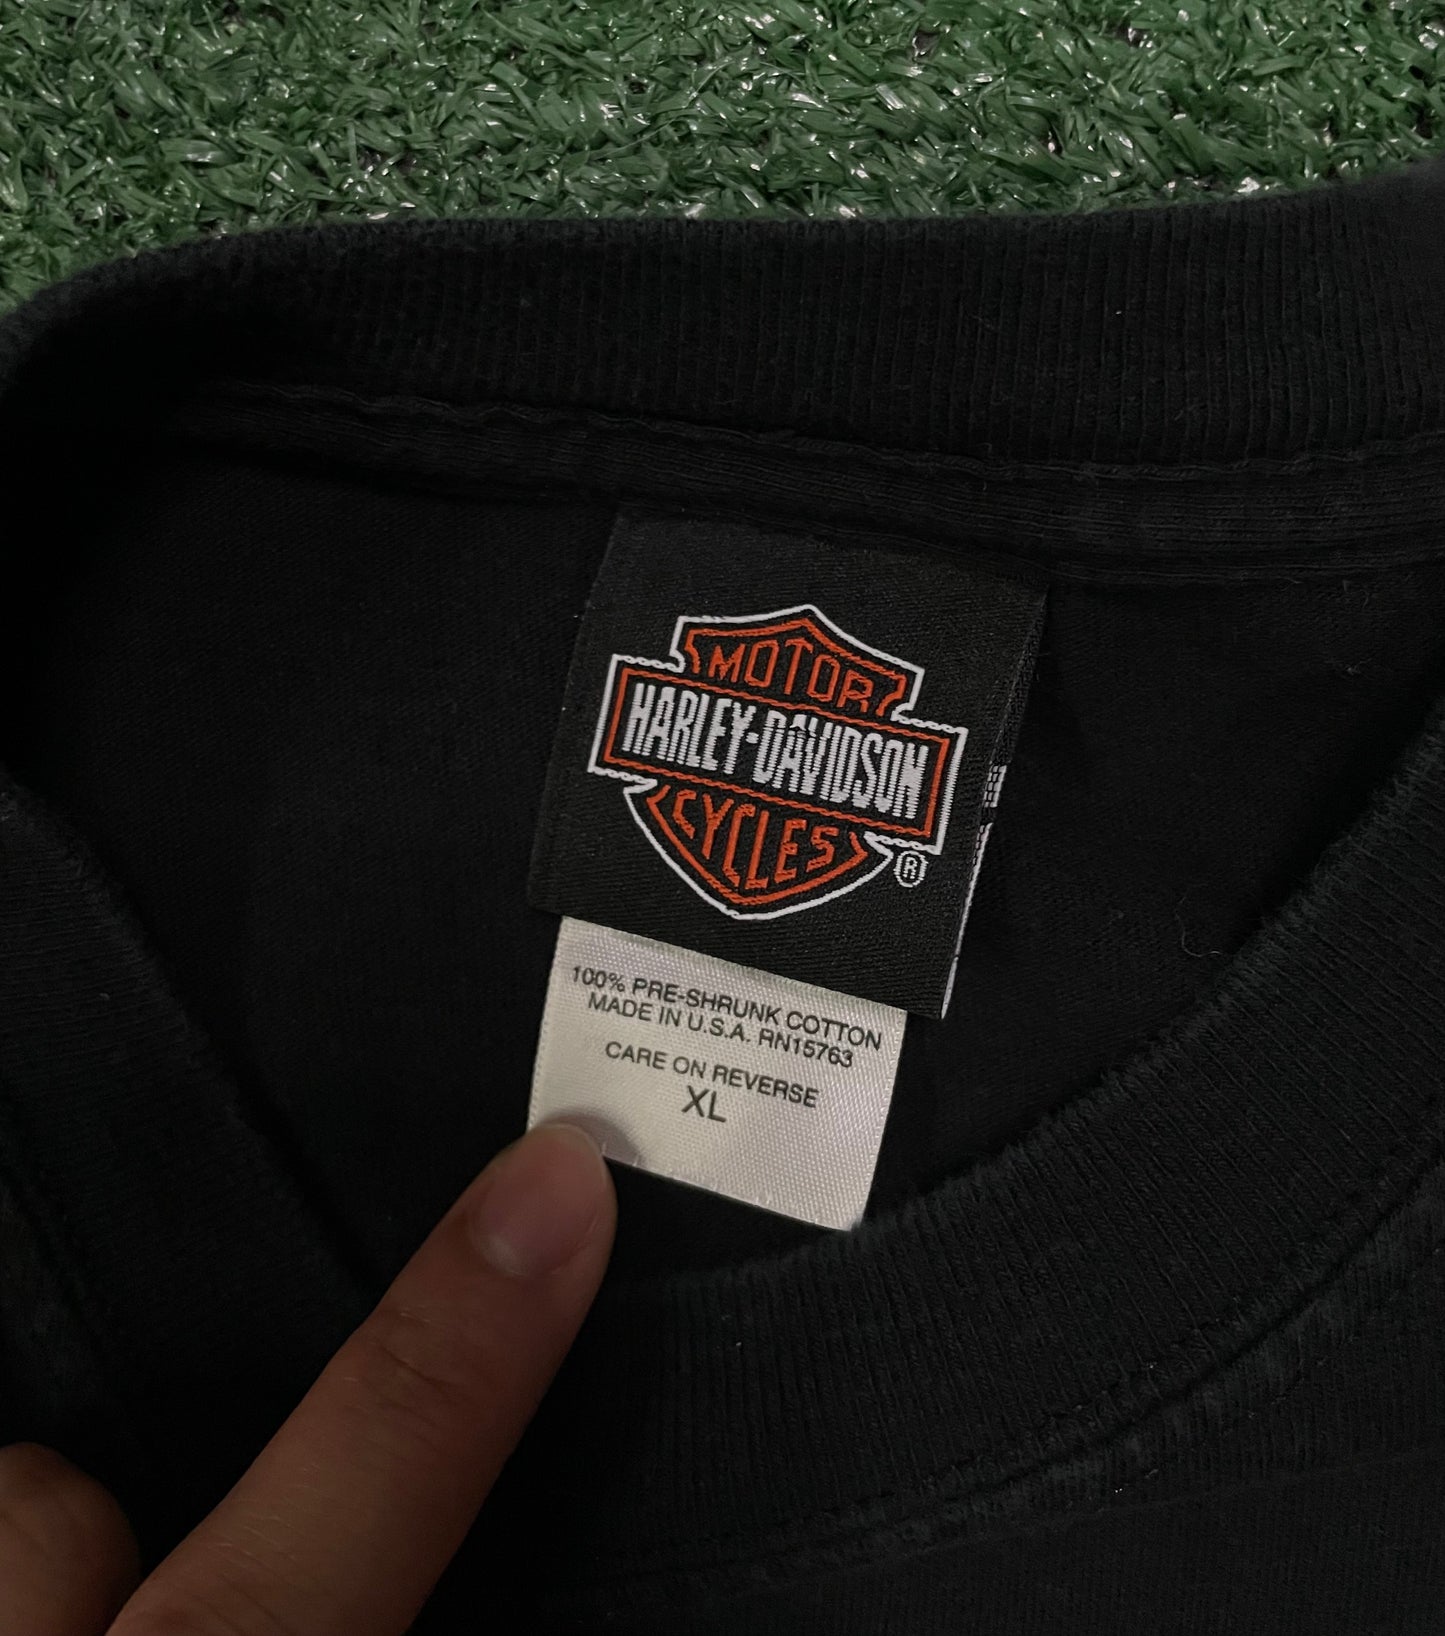 MOTOR
HARLEY-DAVIDSON
CYCLES
®
100% PRE-SHRUNK COTTON
MADE IN U.S.A. RN15763
CARE ON REVERSE
XL